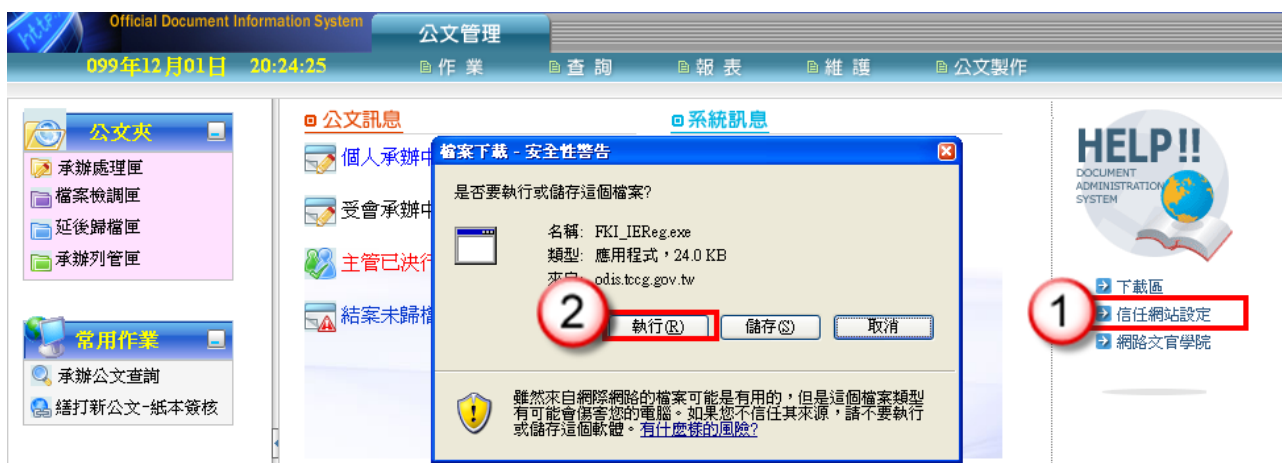 Official Document Information System
公文管理
099年12月01日 20:24:25
作 業
查 詢
報 表
維 護
公文製作
公文夾
承辦處理匣
檔案檢調匣
延後歸檔匣
承辦列管匣
常用作業
承辦公文查詢
繕打新公文-紙本簽核
公文訊息
系統訊息
個人承辦中
受會承辦中
主管已決行
結案未歸檔
檔案下載 - 安全性警告
是否要執行或儲存這個檔案?
名稱: FKI_IEReg.exe
類型: 應用程式,24.0 KB
來自: odis.tccg.gov.tw
2
執行(R)
儲存(S)
取消
雖然來自網際網路的檔案可能是有用的,但是這個檔案類型
有可能會傷害您的電腦。如果您不信任其來源,請不要執行
或儲存這個軟體。有什麼樣的風險?
HELP!!
DOCUMENT
ADMINISTRATION
SYSTEM
下載區
1
信任網站設定
網路文官學院